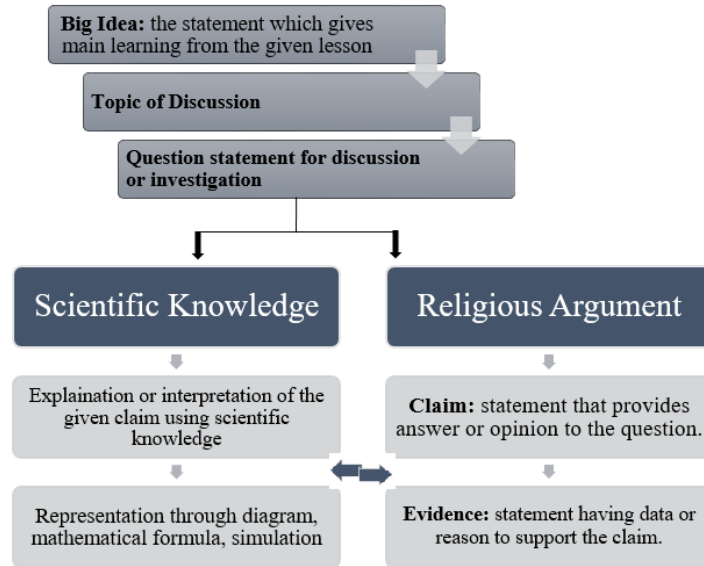 Big Idea: the statement which gives
main learning from the given lesson
Topic of Discussion
Question statement for discussion
or investigation
Scientific Knowledge
Explaination or interpretation of the
given claim using scientific
knowledge
Representation through diagram,
mathematical formula, simulation
Religious Argument
Claim: statement that provides
answer or opinion to the question.
Evidence: statement having data or
reason to support the claim.